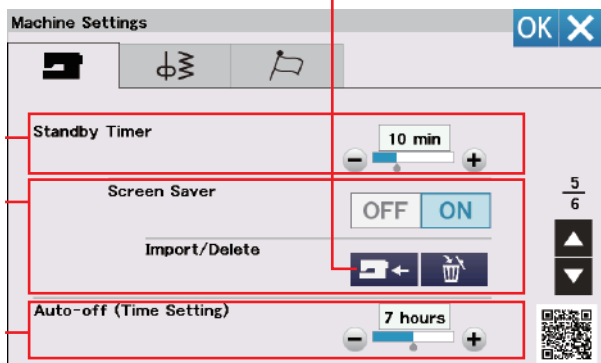 Machine Settings
OK
Standby Timer
10 min
Screen Saver
OFF ON
5
6
Import/Delete
Auto-off (Time Setting)
7 hours